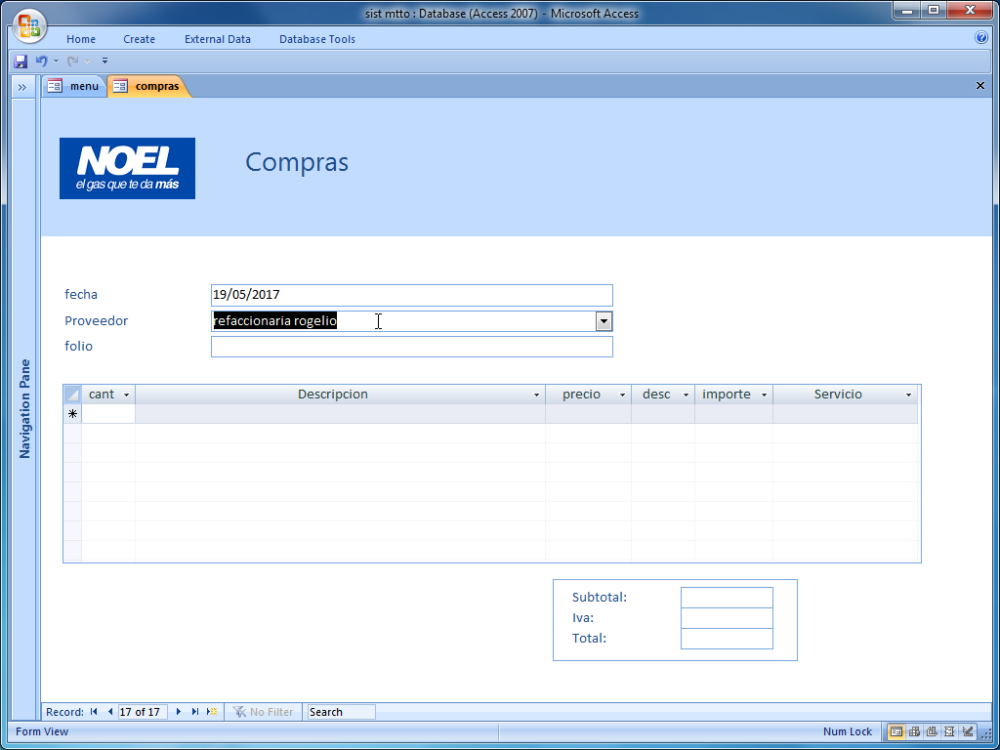 sist mtto : Database (Access 2007) - Microsoft Access
Home Create External Data Database Tools
menu compras
NOEL
el gas que te da más
Compras
fecha 19/05/2017
Proveedor refaccionaria rogelio
folio
Navigation Pane
cant Descripcion precio desc importe Servicio
Subtotal:
Iva:
Total:
Record: 17 of 17 No Filter Search
Form View Num Lock